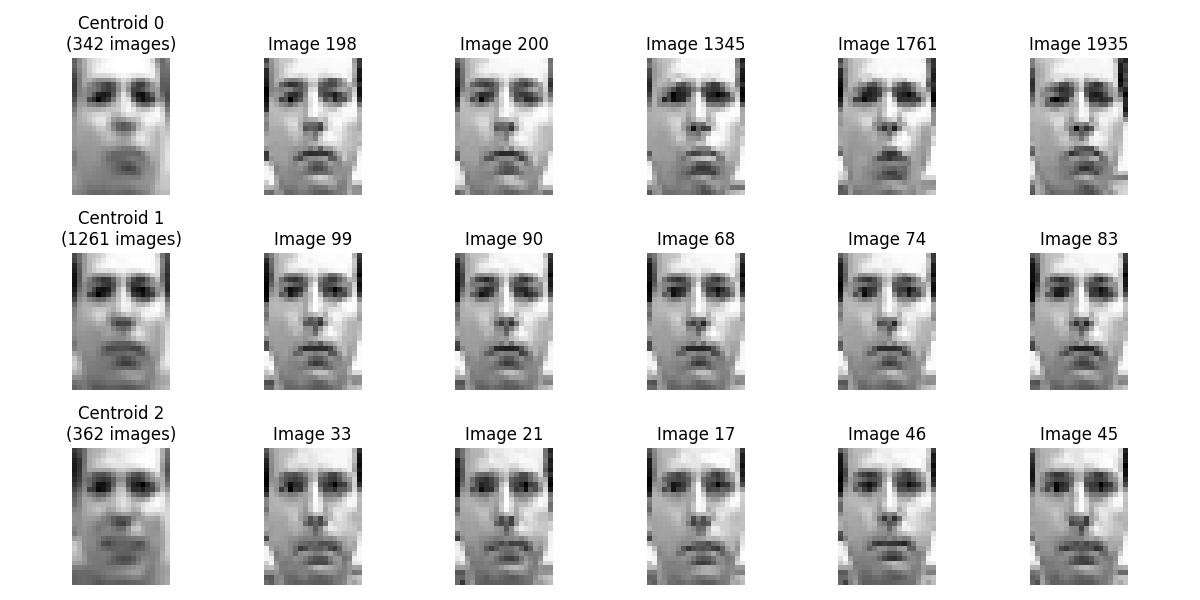 Centroid 0
(342 images)
Image 198
Image 200
Image 1345
Image 1761
Image 1935
Centroid 1
(1261 images)
Image 99
Image 90
Image 68
Image 74
Image 83
Centroid 2
(362 images)
Image 33
Image 21
Image 17
Image 46
Image 45